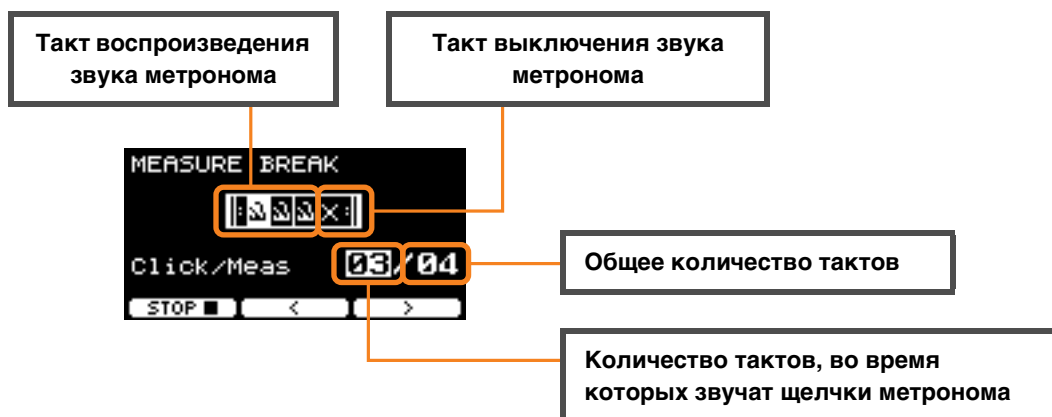 Такт воспроизведения
звука метронома
Такт выключения звука
метронома
MEASURE BREAK
Click/Meas 03/04
STOP ■ < >
Общее количество тактов
Количество тактов, во время
которых звучат щелчки метронома